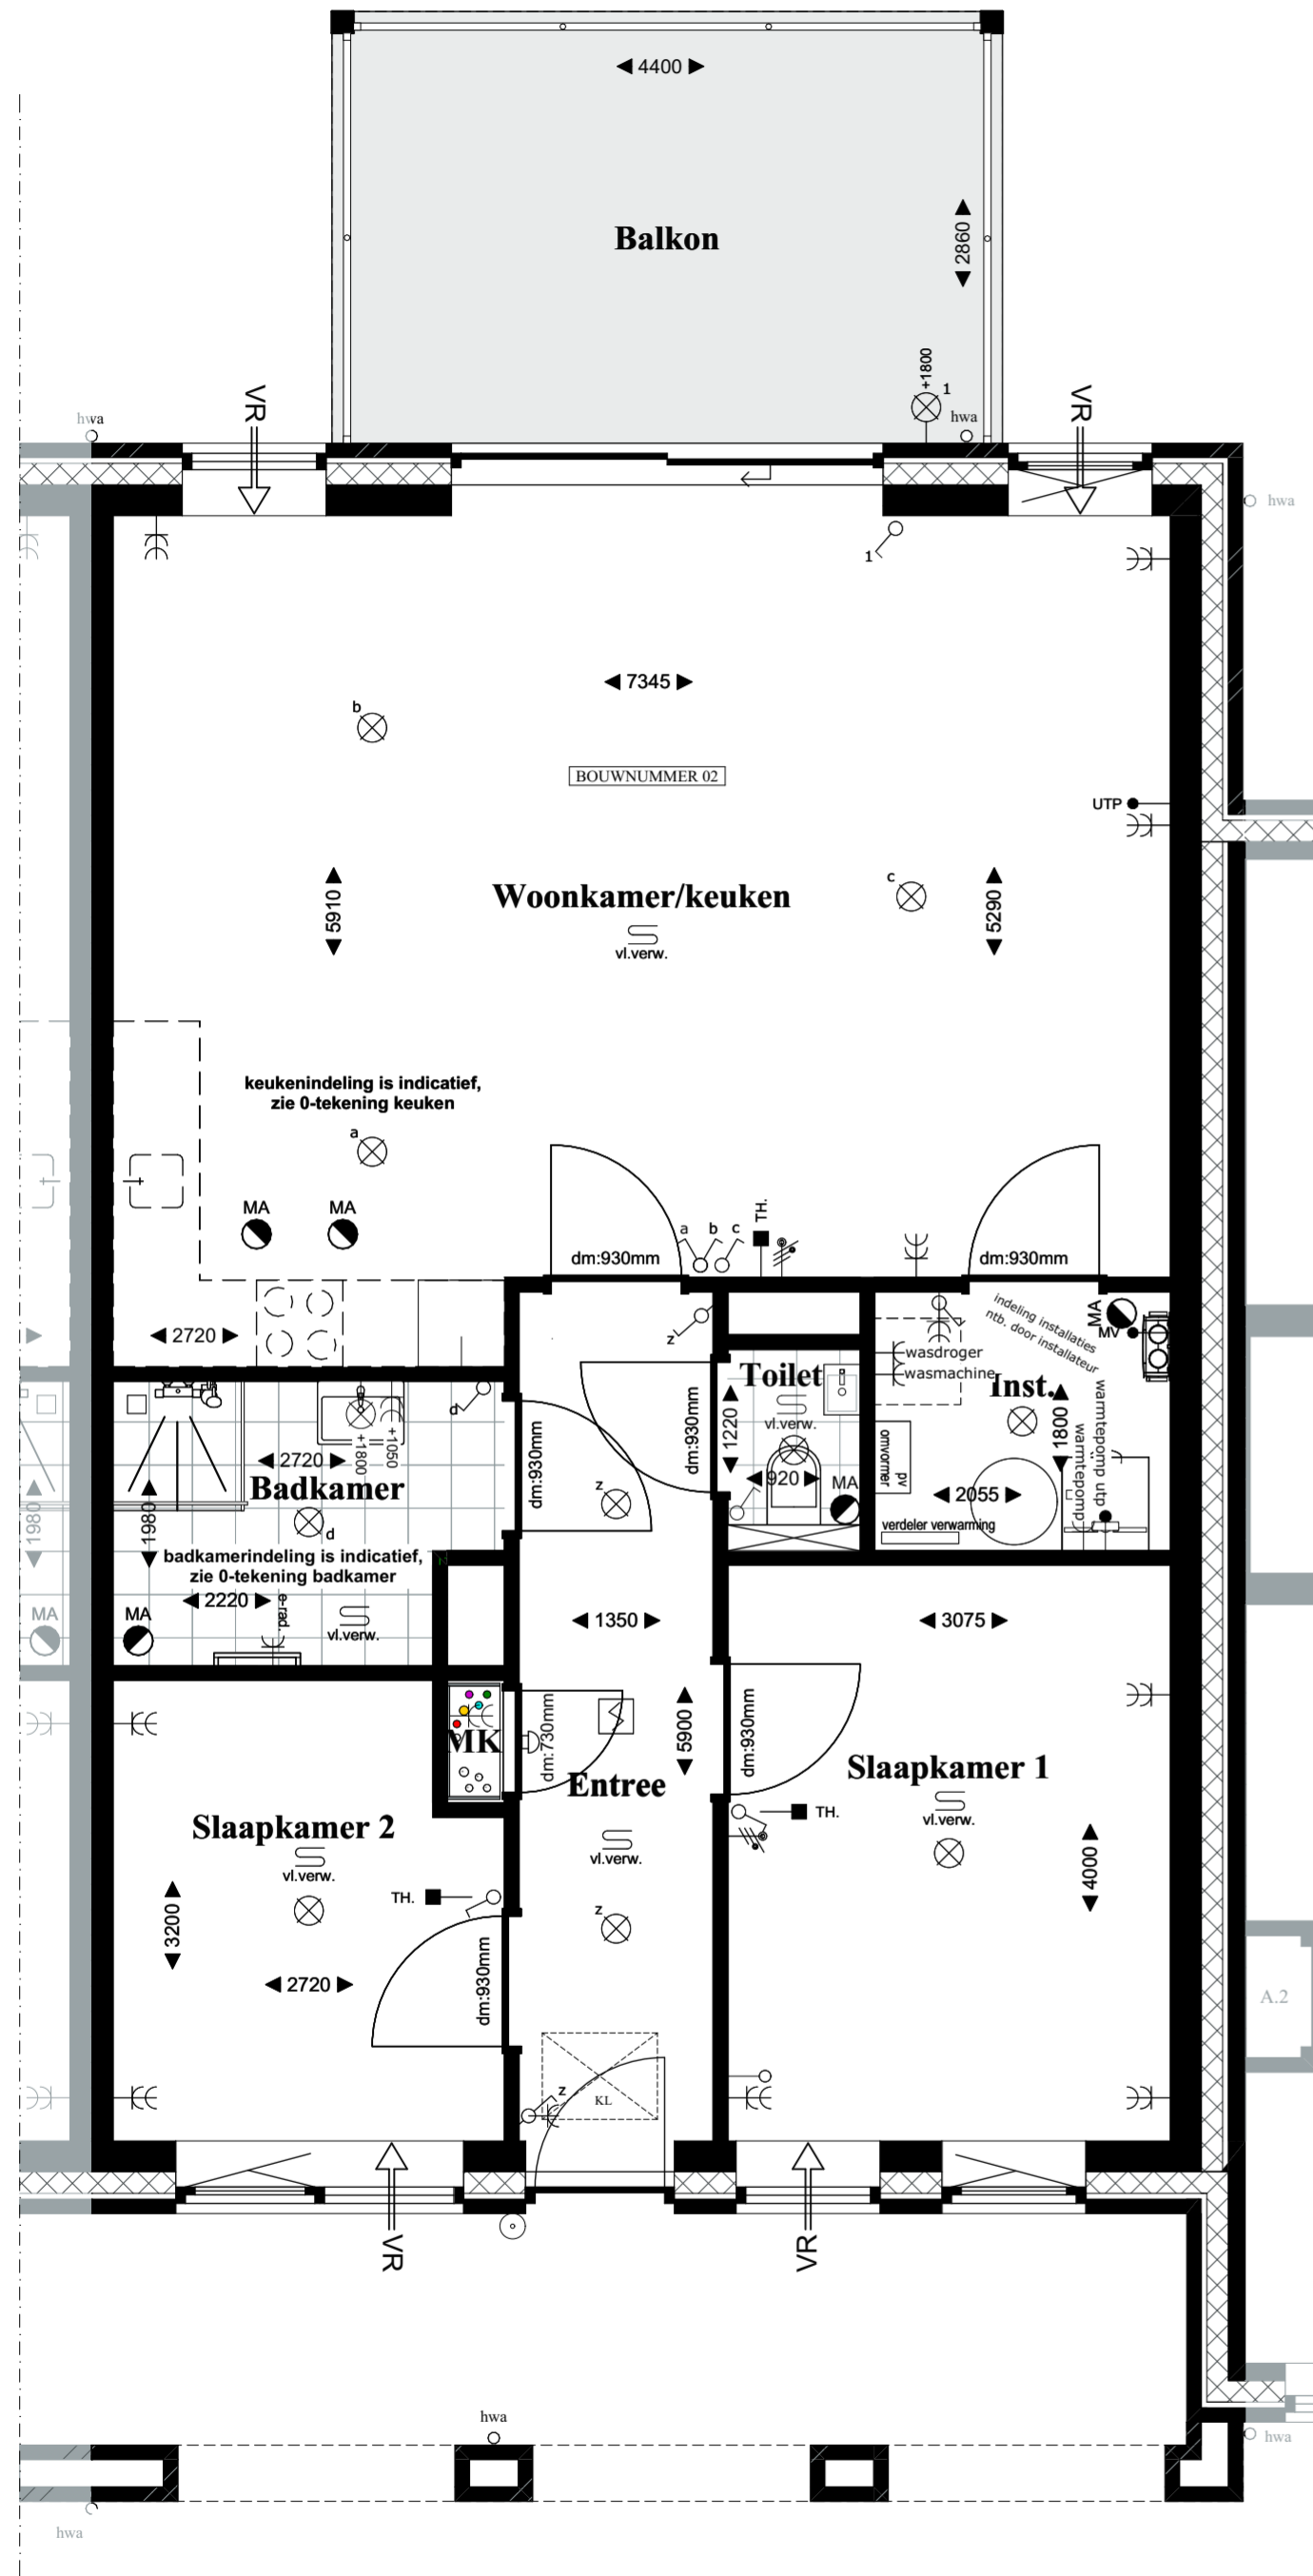 4400
Balkon
2860
+1800
1
hwa
VR
hwa
VR
hwa
1
7345
b
BOUWNUMMER 02
UTP
5910
Woonkamer/keuken
c
5290
vl.verw.
keukenindeling is indicatief,
zie 0-tekening keuken
a
MA
MA
a b c
TH.
dm:930mm
dm:930mm
2720
z
indeling installaties
ntb. door installateur
MA
MV
wasdroger
wasmachine
Toilet
Inst.
d
1220
vl.verw.
1800
warmtepomp utp
warmtepomp
+1800
+1050
2720
Badkamer
dm:930mm
dm:930mm
z
920
MA
omvormer
pv
2055
verdeler verwarming
1980
1980
d
badkamerindeling is indicatief,
zie 0-tekening badkamer
2220
e-rad.
vl.verw.
MA
MA
1350
3075
MK
dm:730mm
5900
dm:930mm
Entree
Slaapkamer 1
vl.verw.
TH.
Slaapkamer 2
vl.verw.
vl.verw.
4000
TH.
z
3200
2720
dm:930mm
A.2
z
KL
VR
VR
hwa
hwa
hwa